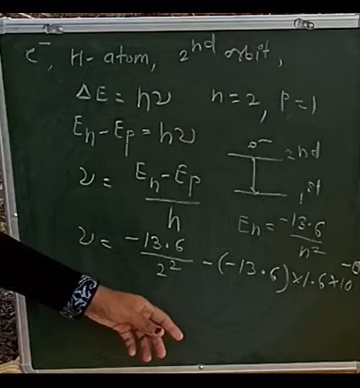 e⁻, H-atom, 2nd orbit,
ΔE = hν n=2, p=1
En-Ep = hν
2nd
ν = En-Ep / h
1st
En = -13.6 / n²
ν = -13.6 / 2² - (-13.6) × 1.6 × 10